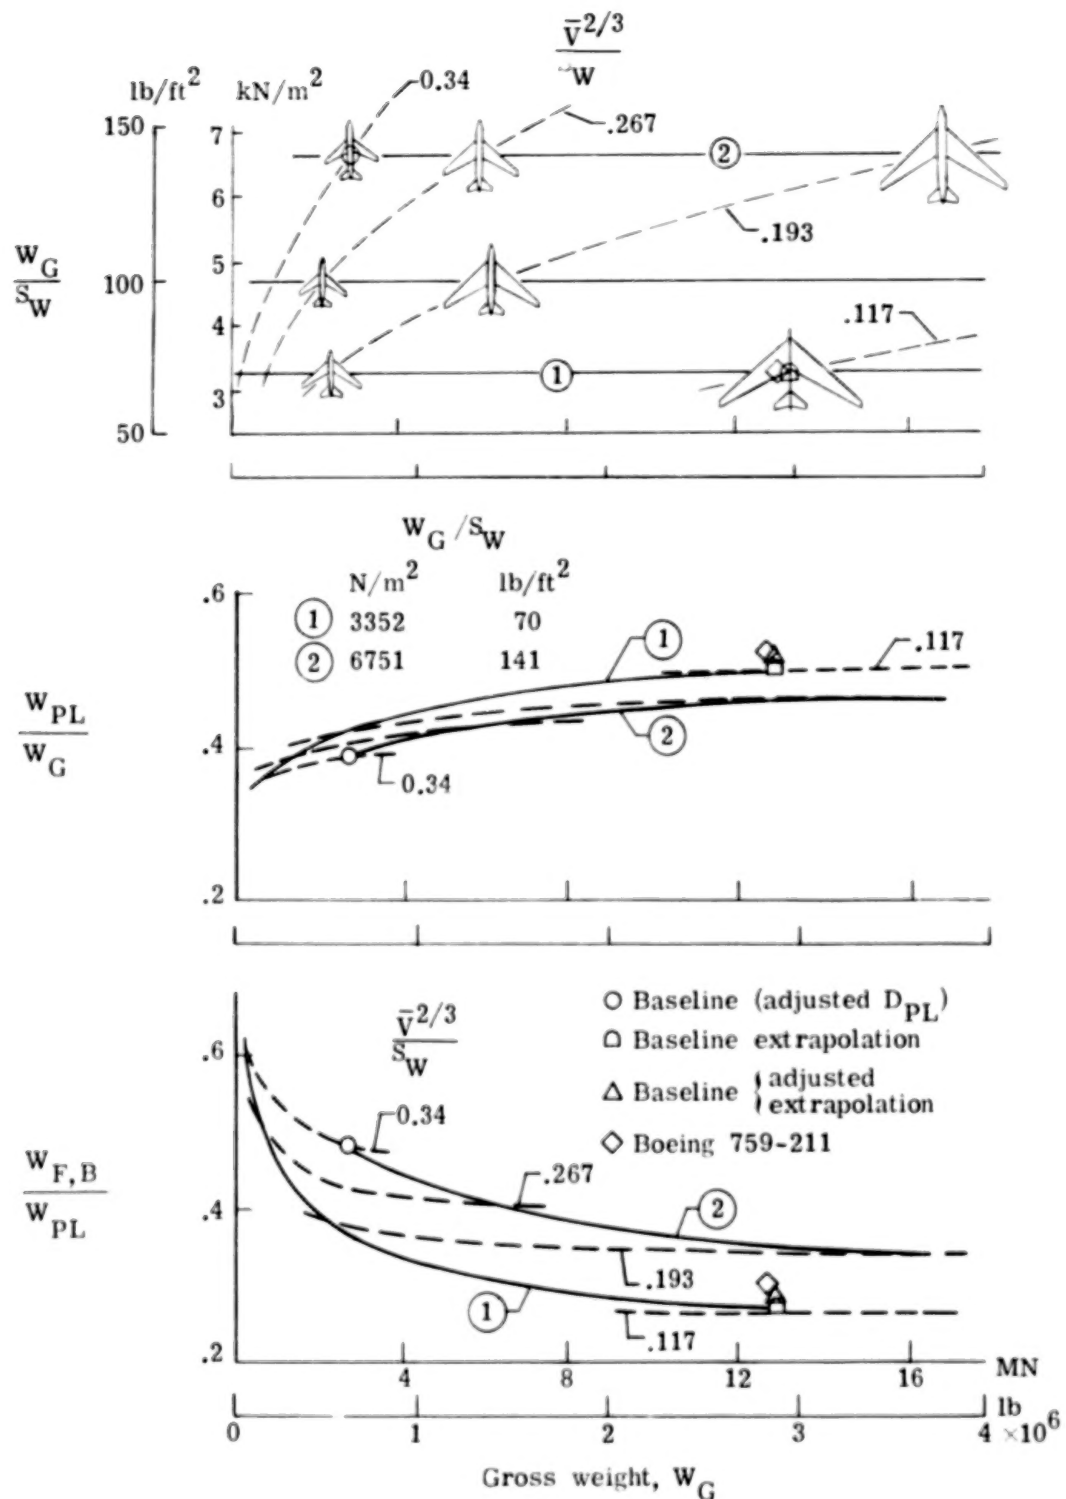 V̄^2/3
W
lb/ft^2 kN/m^2
0.34
.267
150
7
②
6
.193
W_G
S_W
5
100
4
.117
①
3
50
W_G /S_W
N/m^2 lb/ft^2
① 3352 70
② 6751 141
.6
①
.117
W_PL
W_G
.4
②
0.34
.2
○ Baseline (adjusted D_PL)
V̄^2/3
S_W
Baseline extrapolation
.6
△ Baseline { adjusted
extrapolation
0.34
◇ Boeing 759-211
W_F,B
W_PL
.267
.4
②
.193
①
.117
.2
4 8 12 16 MN
lb
0 1 2 3 4 ×10^6
Gross weight, W_G